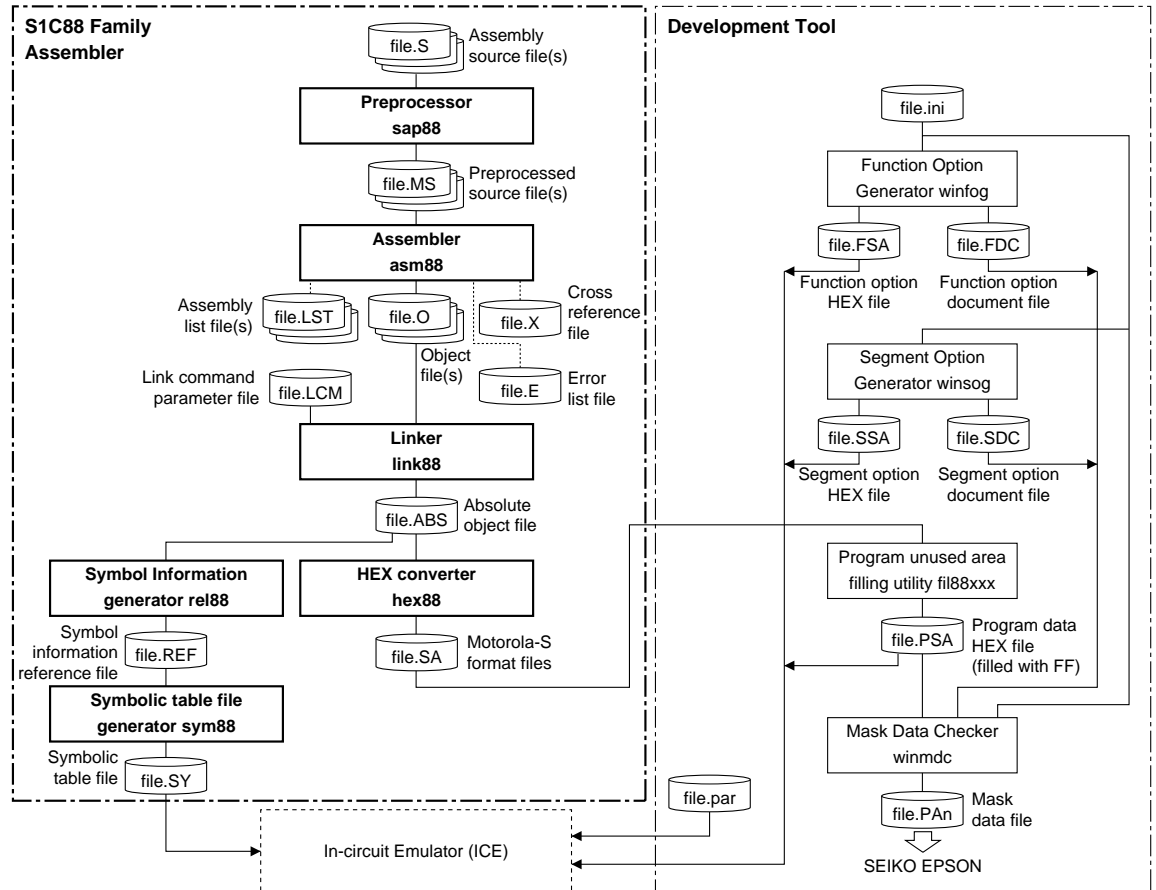 S1C88 Family
Assembler
file.S
Assembly
source file(s)
Preprocessor
sap88
file.MS
Preprocessed
source file(s)
Assembler
asm88
Assembly
list file(s)
file.LST
file.O
Object
file(s)
file.X
Cross
reference
file
file.E
Error
list file
Link command
parameter file
file.LCM
Linker
link88
file.ABS
Absolute
object file
Symbol Information
generator rel88
HEX converter
hex88
Symbol
information
reference file
file.REF
file.SA
Motorola-S
format files
Symbolic table file
generator sym88
Symbolic
table file
file.SY
In-circuit Emulator (ICE)
file.par
Development Tool
file.ini
Function Option
Generator winfog
file.FSA
file.FDC
Function option
HEX file
Function option
document file
Segment Option
Generator winsog
file.SSA
file.SDC
Segment option
HEX file
Segment option
document file
Program unused area
filling utility fil88xxx
file.PSA
Program data
HEX file
(filled with FF)
Mask Data Checker
winmdc
file.PAn
Mask
data file
SEIKO EPSON